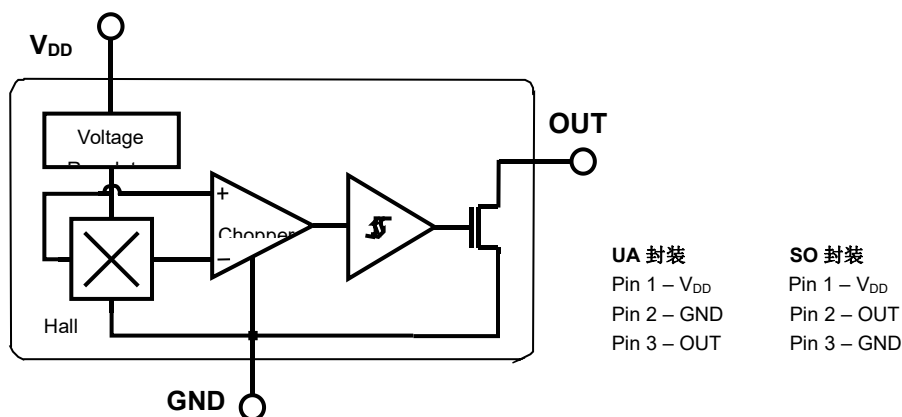 VDD
Voltage
OUT
+
Chopper
−
Hall
GND
UA 封装
Pin 1 – VDD
Pin 2 – GND
Pin 3 – OUT
SO 封装
Pin 1 – VDD
Pin 2 – OUT
Pin 3 – GND